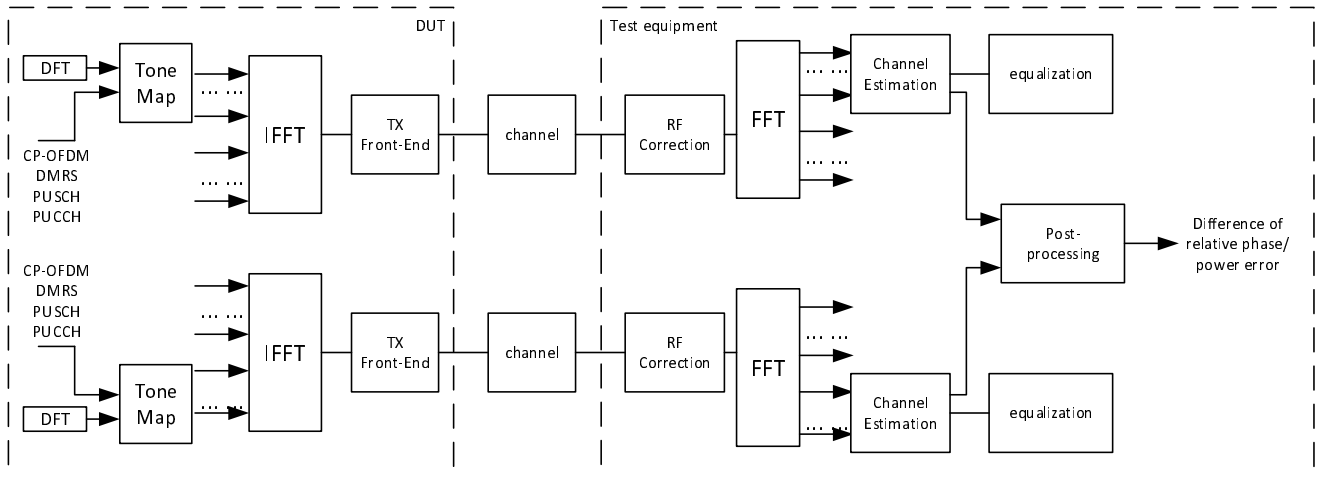 DUT
Test equipment
DFT
Tone
Map
... ...
... ...
CP-OFDM
DMRS
PUSCH
PUCCH
IFFT
TX
Front-End
channel
RF
Correction
FFT
... ...
... ...
Channel
Estimation
equalization
Post-
processing
Difference of
relative phase/
power error
CP-OFDM
DMRS
PUSCH
PUCCH
Tone
Map
DFT
... ...
... ...
IFFT
TX
Front-End
channel
RF
Correction
FFT
... ...
... ...
Channel
Estimation
equalization